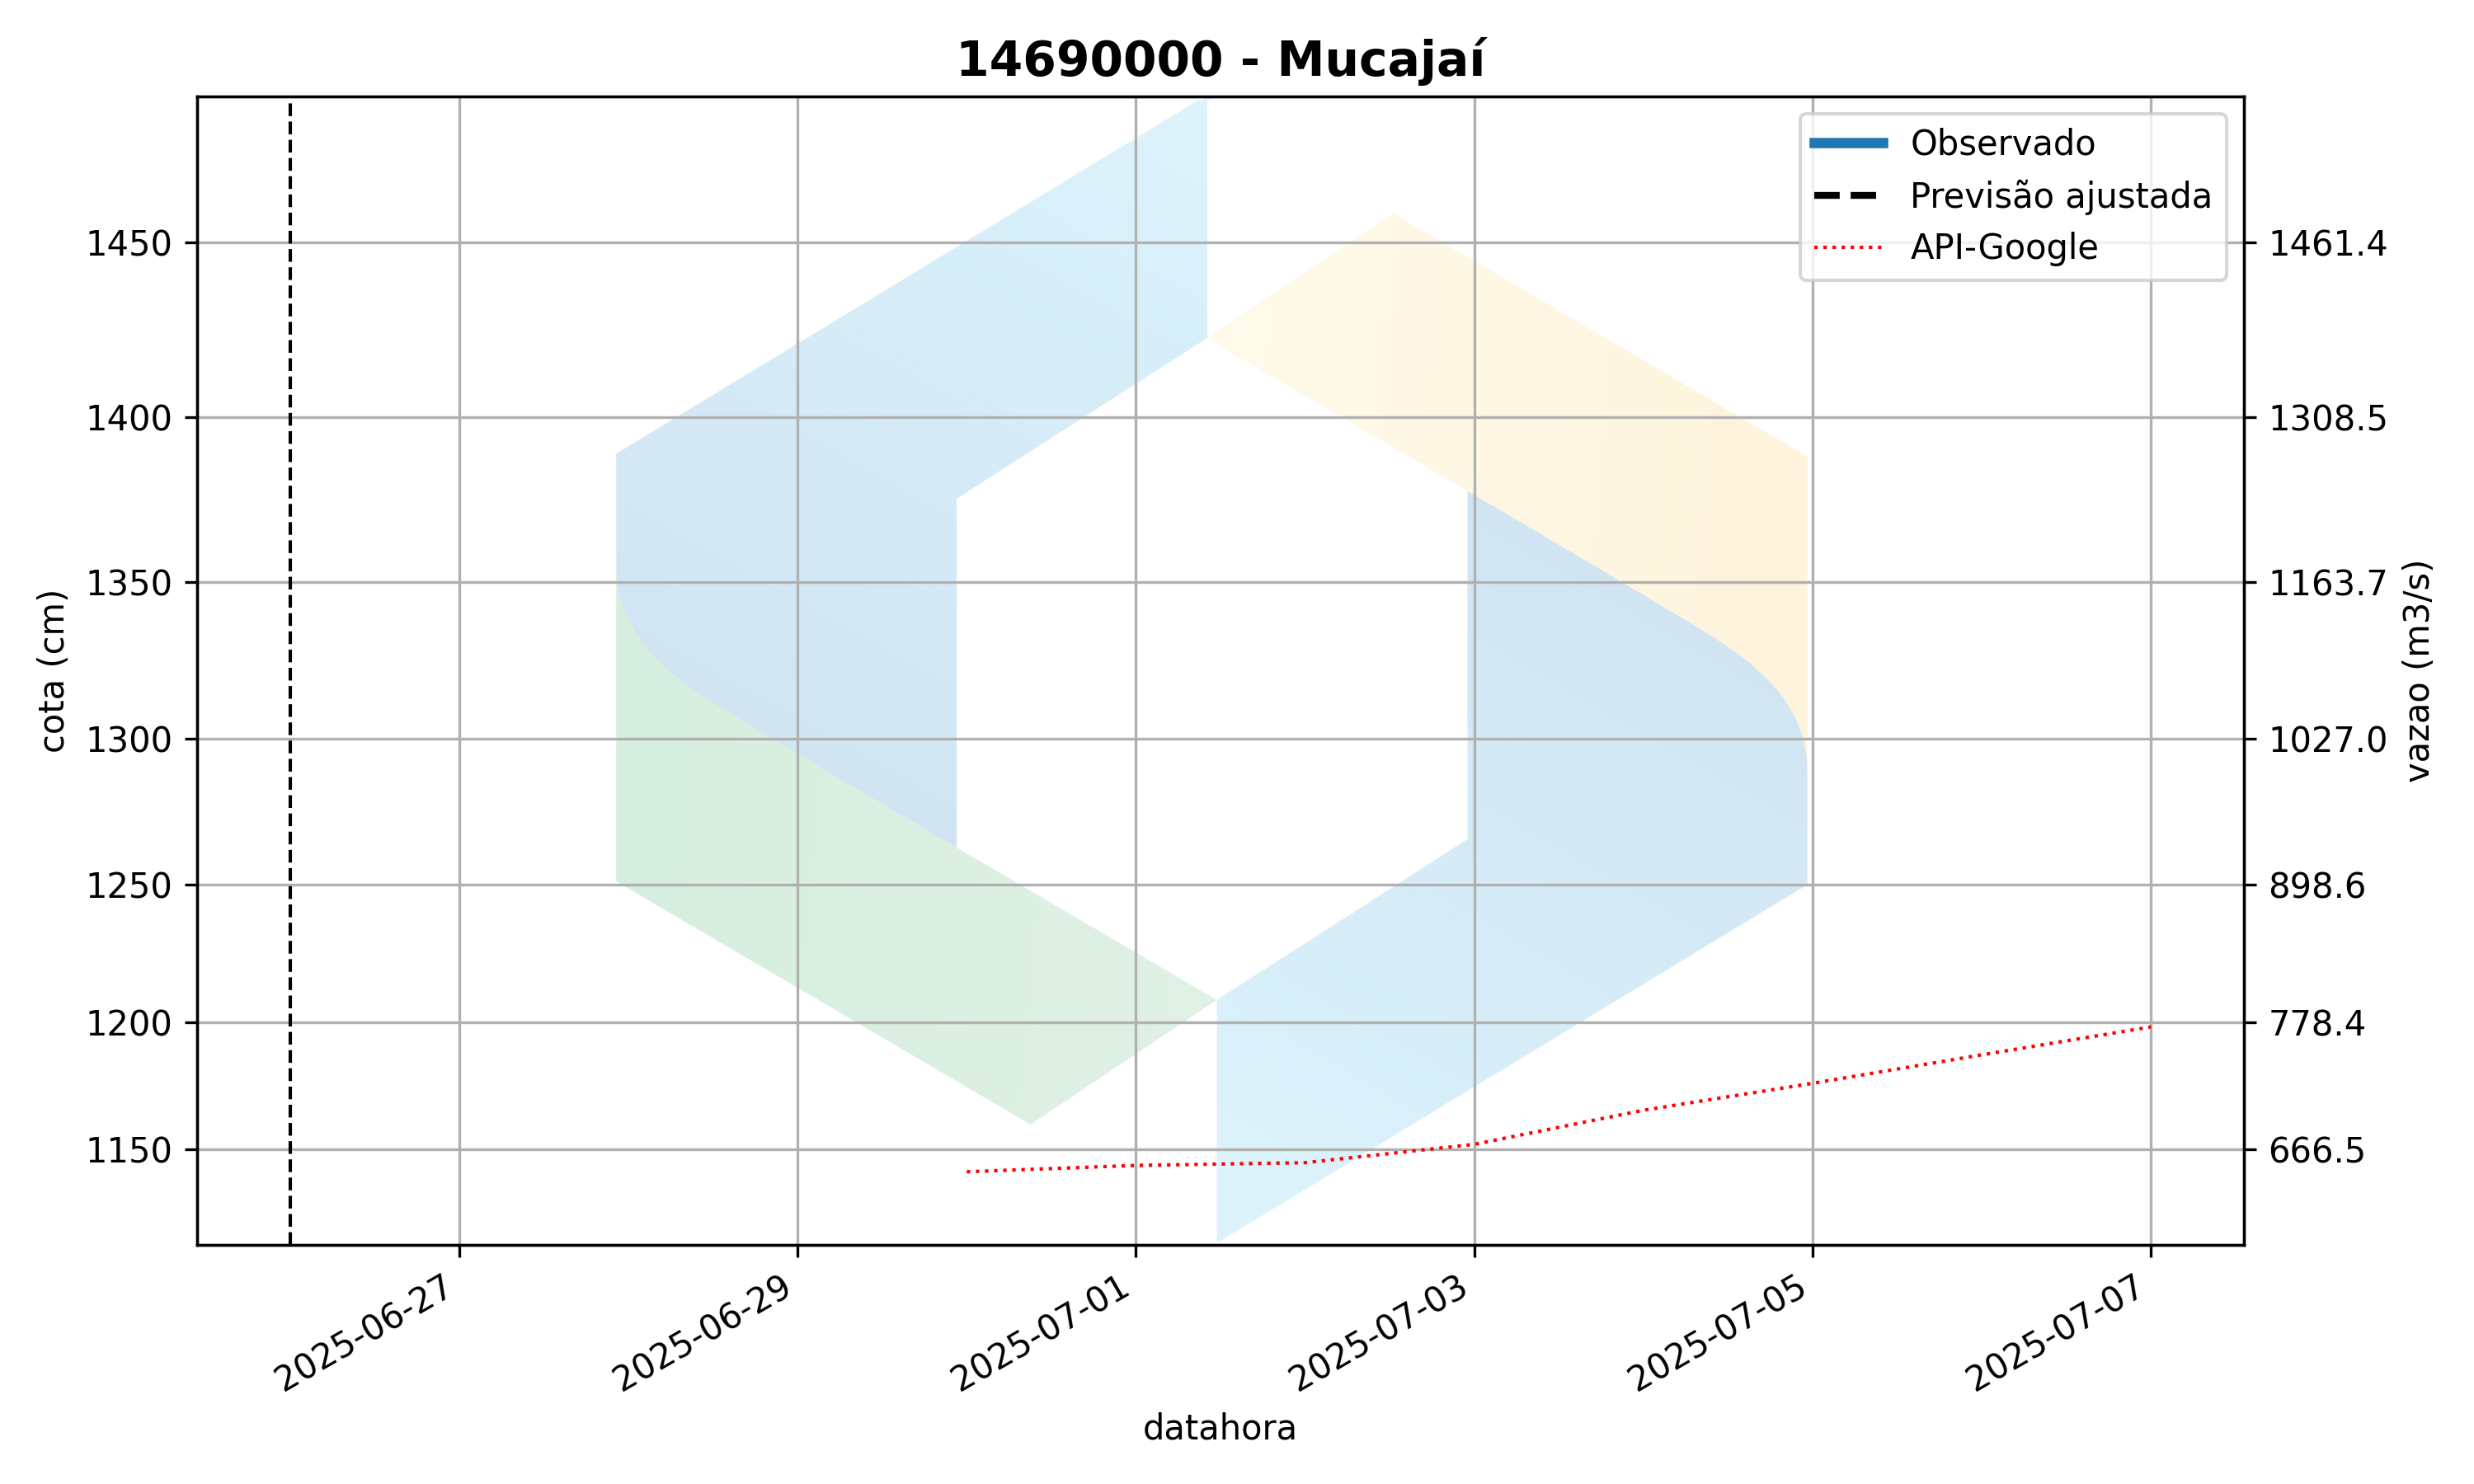 14690000 - Mucajaí
Observado
Previsão ajustada
API-Google
cota (cm)
1450
1400
1350
1300
1250
1200
1150
1461.4
1308.5
1163.7
1027.0
898.6
778.4
666.5
vazao (m3/s)
2025-06-27
2025-06-29
2025-07-01
2025-07-03
2025-07-05
2025-07-07
datahora